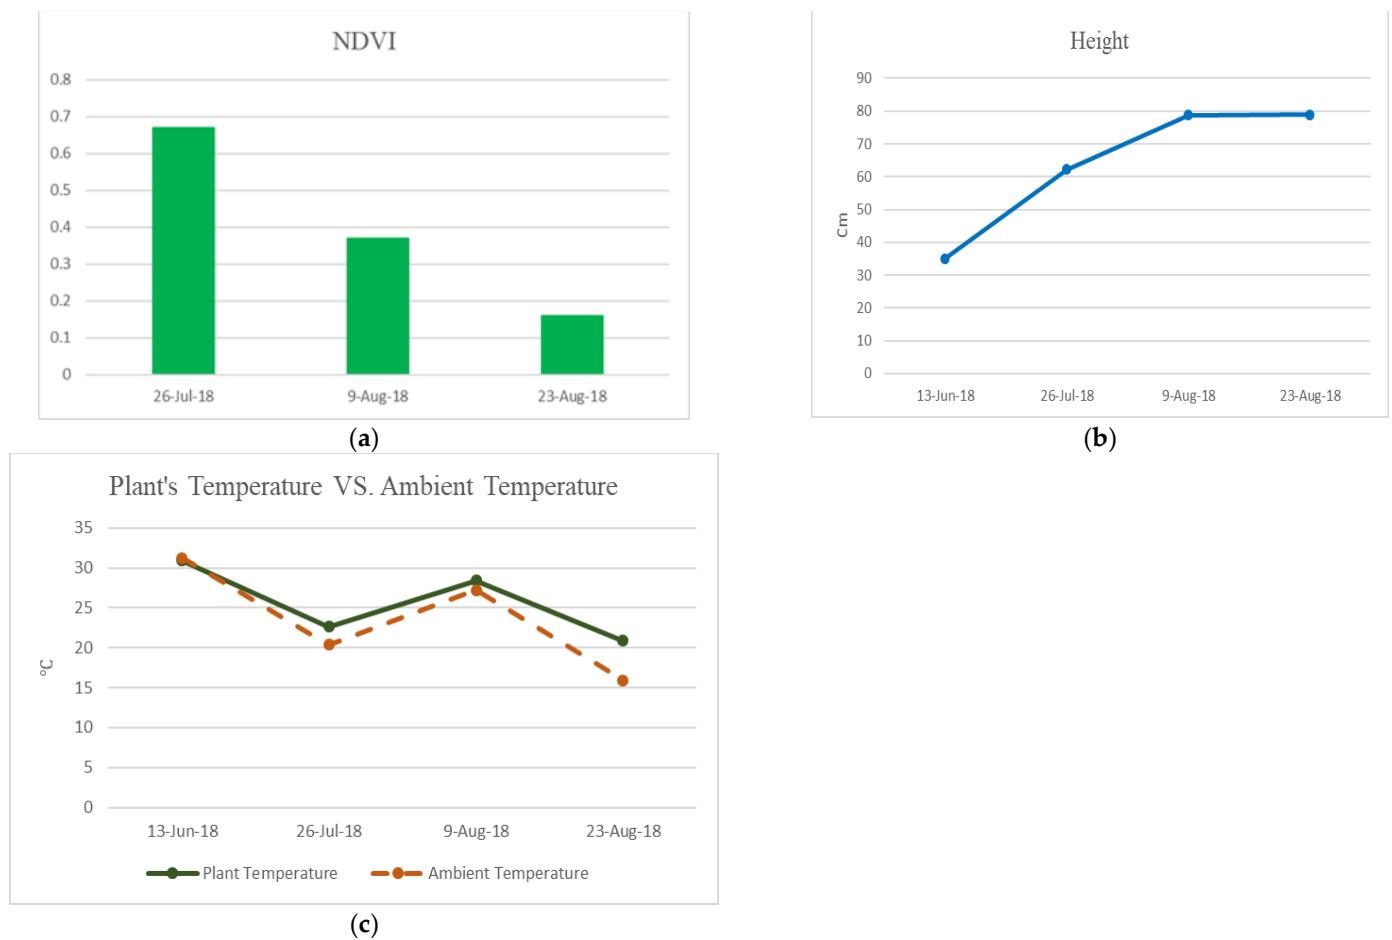 NDVI
0.8
0.7
0.6
0.5
0.4
0.3
0.2
0.1
0
26-Jul-18 9-Aug-18 23-Aug-18
(a)
Height
90
80
70
60
50
40
30
20
10
0
Cm
13-Jun-18 26-Jul-18 9-Aug-18 23-Aug-18
(b)
Plant's Temperature VS. Ambient Temperature
35
30
25
20
15
10
5
0
°C
13-Jun-18 26-Jul-18 9-Aug-18 23-Aug-18
Plant Temperature Ambient Temperature
(c)